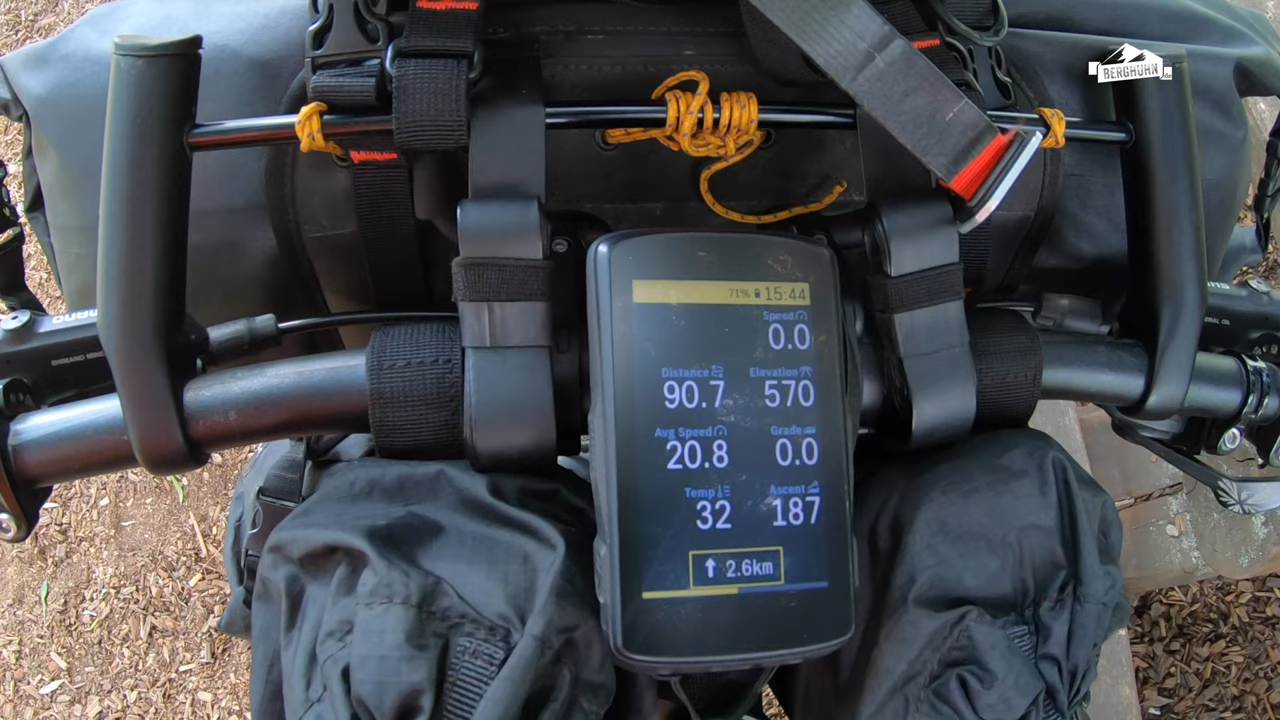 BERGHUHN
71% 15:44
Speed
0.0
Distance Elevation
90.7 570
Avg Speed Grade
20.8 0.0
Temp Ascent
32 187
2.6km